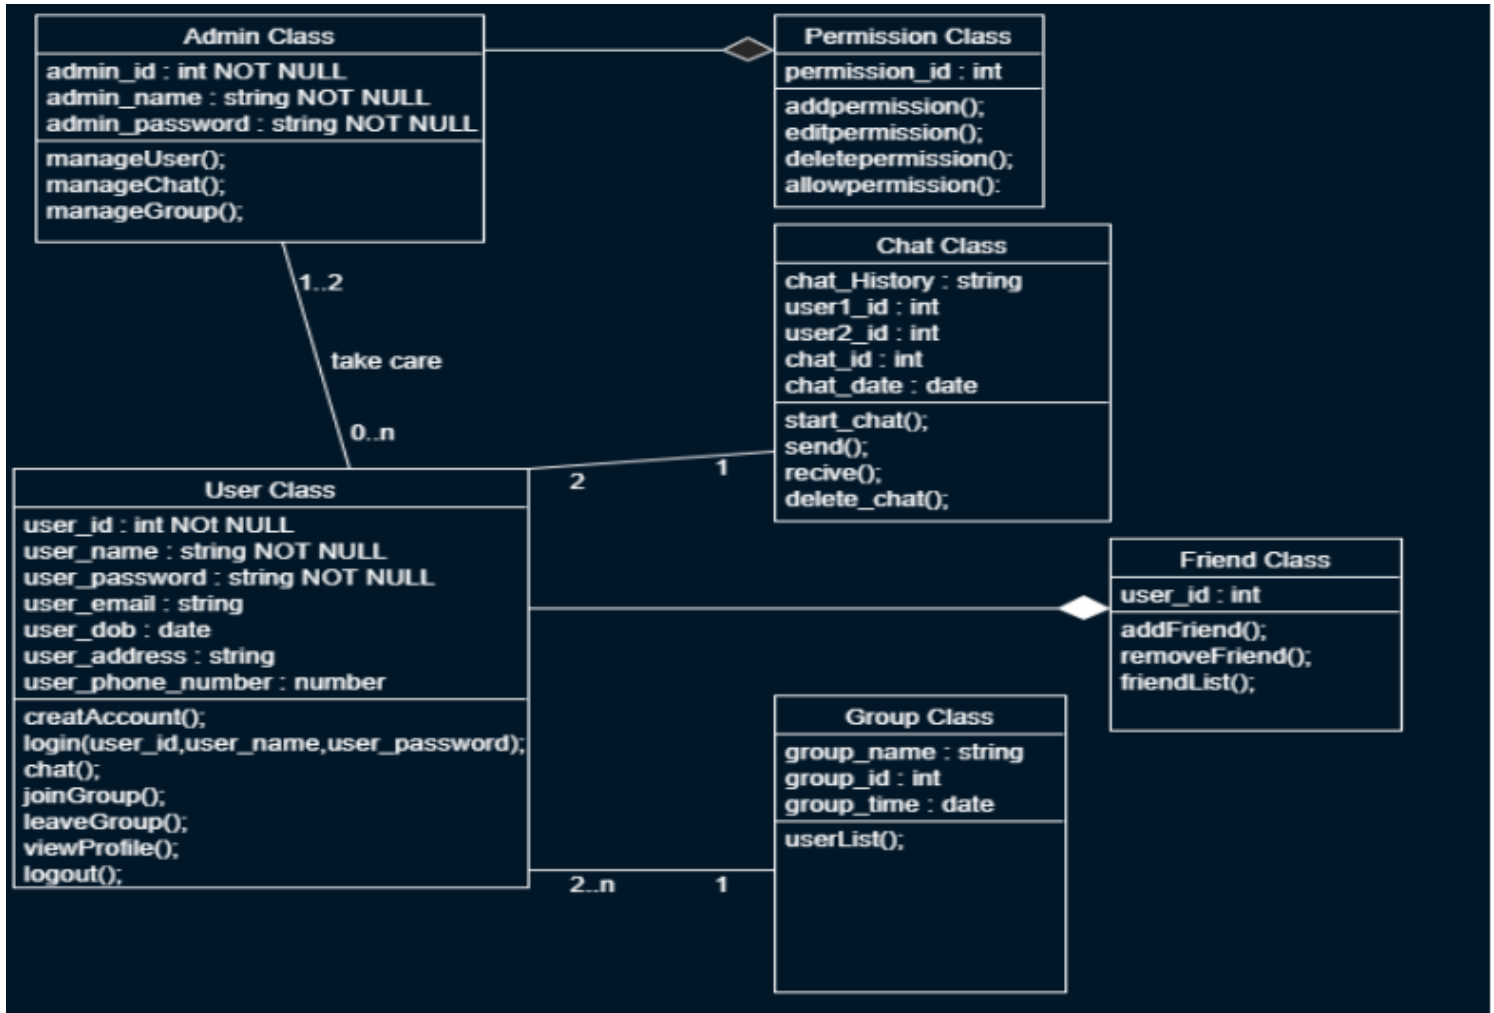 Admin Class
admin_id : int NOT NULL
admin_name : string NOT NULL
admin_password : string NOT NULL
manageUser();
manageChat();
manageGroup();
Permission Class
permission_id : int
addpermission();
editpermission();
deletepermission();
allowpermission():
1..2
take care
0..n
Chat Class
chat_History : string
user1_id : int
user2_id : int
chat_id : int
chat_date : date
start_chat();
send();
recive();
delete_chat();
2
1
User Class
user_id : int NOt NULL
user_name : string NOT NULL
user_password : string NOT NULL
user_email : string
user_dob : date
user_address : string
user_phone_number : number
creatAccount();
login(user_id,user_name,user_password);
chat();
joinGroup();
leaveGroup();
viewProfile();
logout();
Friend Class
user_id : int
addFriend();
removeFriend();
friendList();
2..n
1
Group Class
group_name : string
group_id : int
group_time : date
userList();